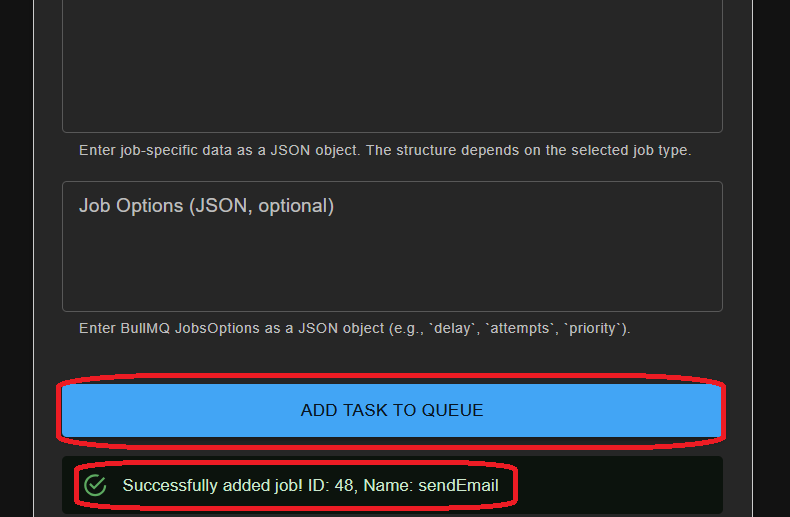 Enter job-specific data as a JSON object. The structure depends on the selected job type.
Job Options (JSON, optional)
Enter BullMQ JobsOptions as a JSON object (e.g., `delay`, `attempts`, `priority`).
ADD TASK TO QUEUE
Successfully added job! ID: 48, Name: sendEmail